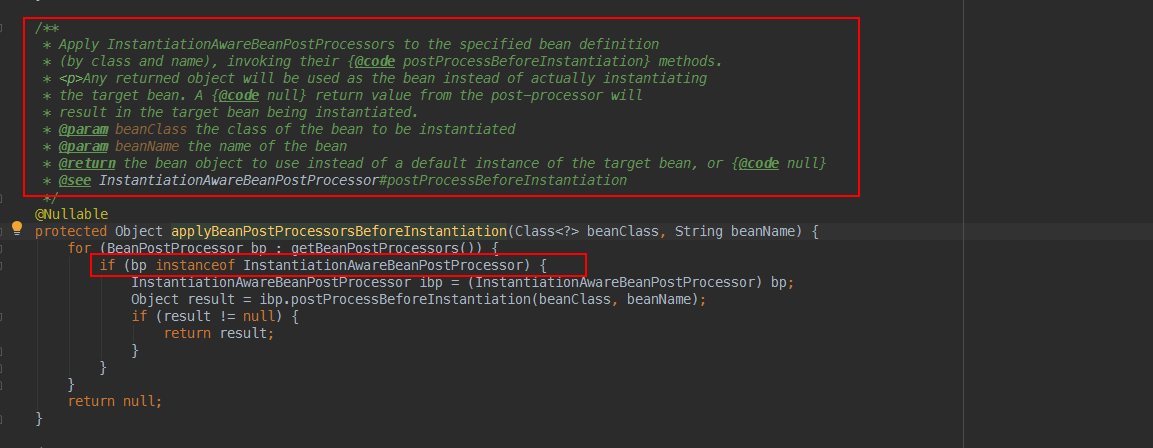 /**
* Apply InstantiationAwareBeanPostProcessors to the specified bean definition
* (by class and name), invoking their {@code postProcessBeforeInstantiation} methods.
* <p>Any returned object will be used as the bean instead of actually instantiating
* the target bean. A {@code null} return value from the post-processor will
* result in the target bean being instantiated.
* @param beanClass the class of the bean to be instantiated
* @param beanName the name of the bean
* @return the bean object to use instead of a default instance of the target bean, or {@code null}
* @see InstantiationAwareBeanPostProcessor#postProcessBeforeInstantiation
*/
@Nullable
protected Object applyBeanPostProcessorsBeforeInstantiation(Class<?> beanClass, String beanName) {
for (BeanPostProcessor bp : getBeanPostProcessors()) {
if (bp instanceof InstantiationAwareBeanPostProcessor) {
InstantiationAwareBeanPostProcessor ibp = (InstantiationAwareBeanPostProcessor) bp;
Object result = ibp.postProcessBeforeInstantiation(beanClass, beanName);
if (result != null) {
return result;
}
}
}
return null;
}